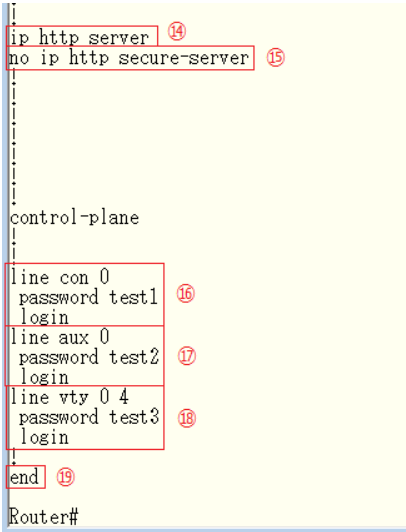 !
ip http server ⑭
no ip http secure-server ⑮
!
!
!
!
!
!
!
control-plane
!
!
line con 0
password test1 ⑯
login
line aux 0
password test2 ⑰
login
line vty 0 4
password test3 ⑱
login
!
end ⑲
Router#